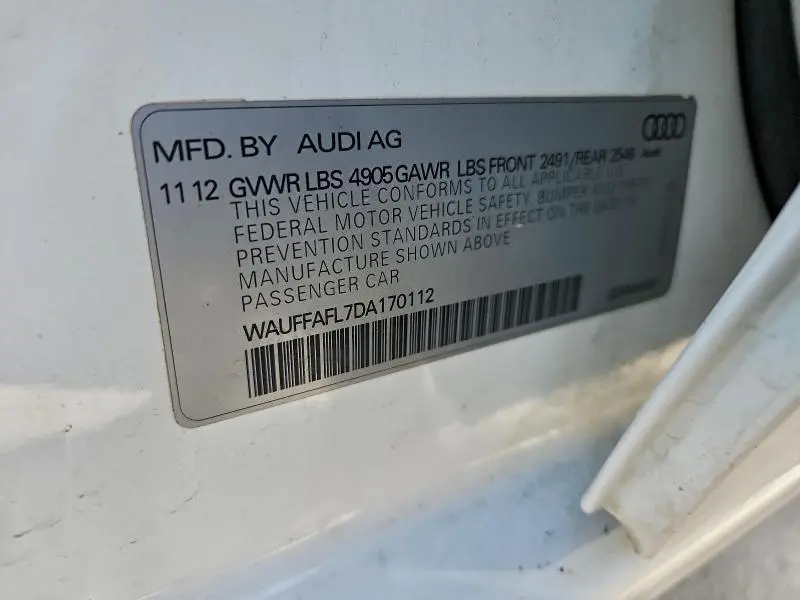 MFD. BY AUDI AG
Audi
11 12 GVWR LBS 4905 GAWR LBS FRONT 2491/REAR 2546
THIS VEHICLE CONFORMS TO ALL APPLICABLE U.S.
FEDERAL MOTOR VEHICLE SAFETY, BUMPER AND THEFT
PREVENTION STANDARDS IN EFFECT ON THE DATE OF
MANUFACTURE SHOWN ABOVE
PASSENGER CAR
WAUFFAFL7DA170112